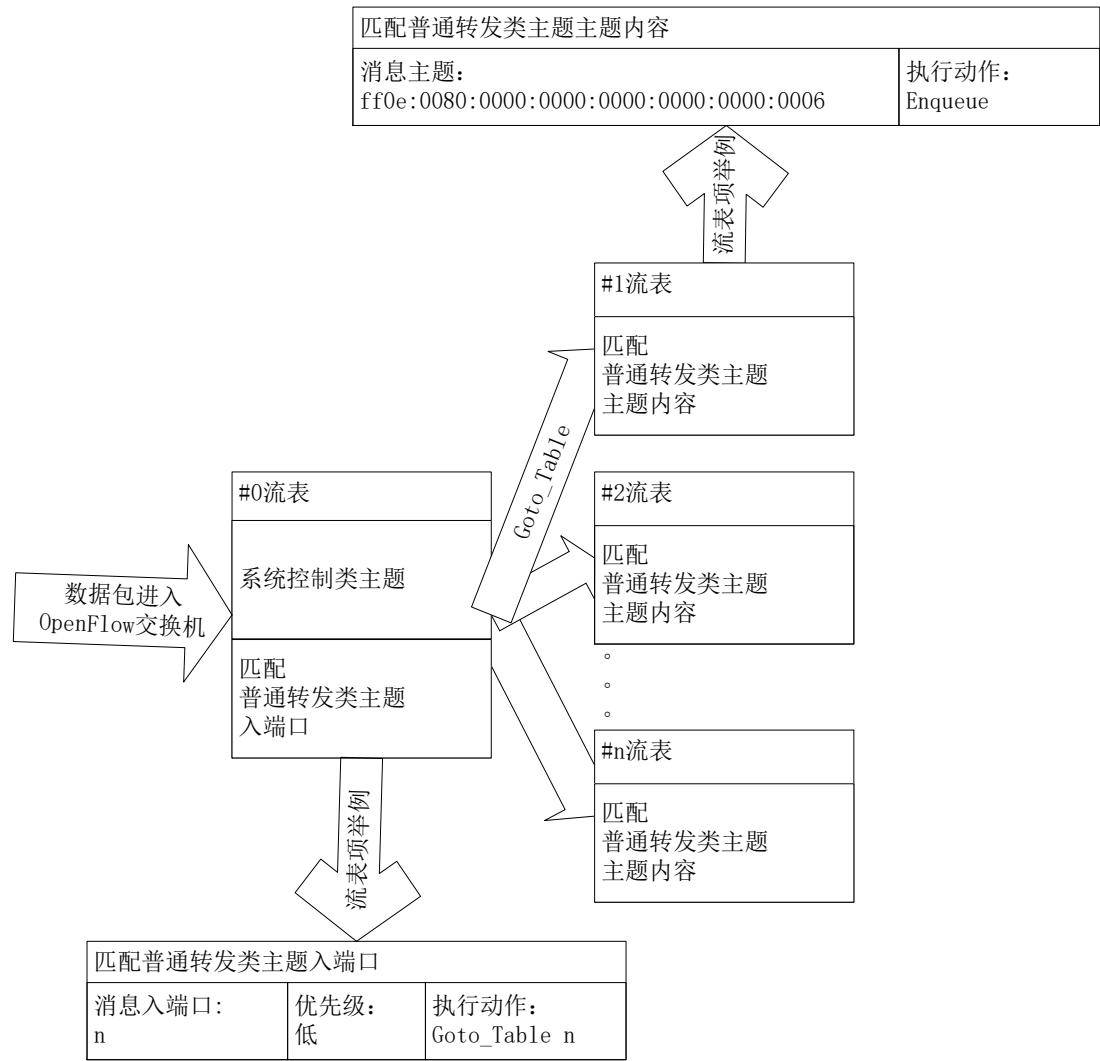 匹配普通转发类主题主题内容
消息主题:
ff0e:0080:0000:0000:0000:0000:0000:0006
执行动作:
Enqueue
流表项举例
#1流表
匹配
普通转发类主题
主题内容
Goto_Table
#0流表
系统控制类主题
匹配
普通转发类主题
入端口
数据包进入
OpenFlow交换机
#2流表
匹配
普通转发类主题
主题内容
。
。
。
#n流表
匹配
普通转发类主题
主题内容
流表项举例
匹配普通转发类主题入端口
消息入端口:
n
优先级:
低
执行动作:
Goto_Table n